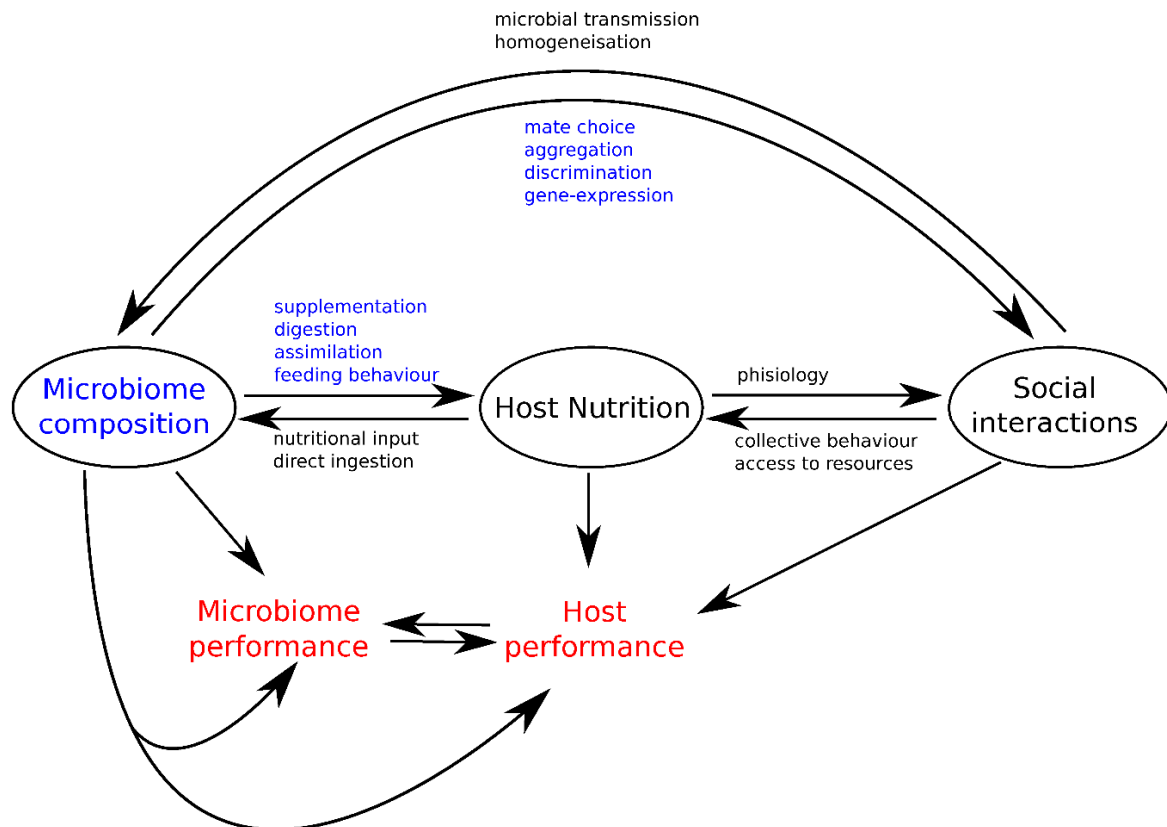 microbial transmission
homogeneisation
mate choice
aggregation
discrimination
gene-expression
supplementation
digestion
assimilation
feeding behaviour
Microbiome
composition
Host Nutrition
phisiology
Social
interactions
nutritional input
direct ingestion
collective behaviour
access to resources
Microbiome
performance
Host
performance